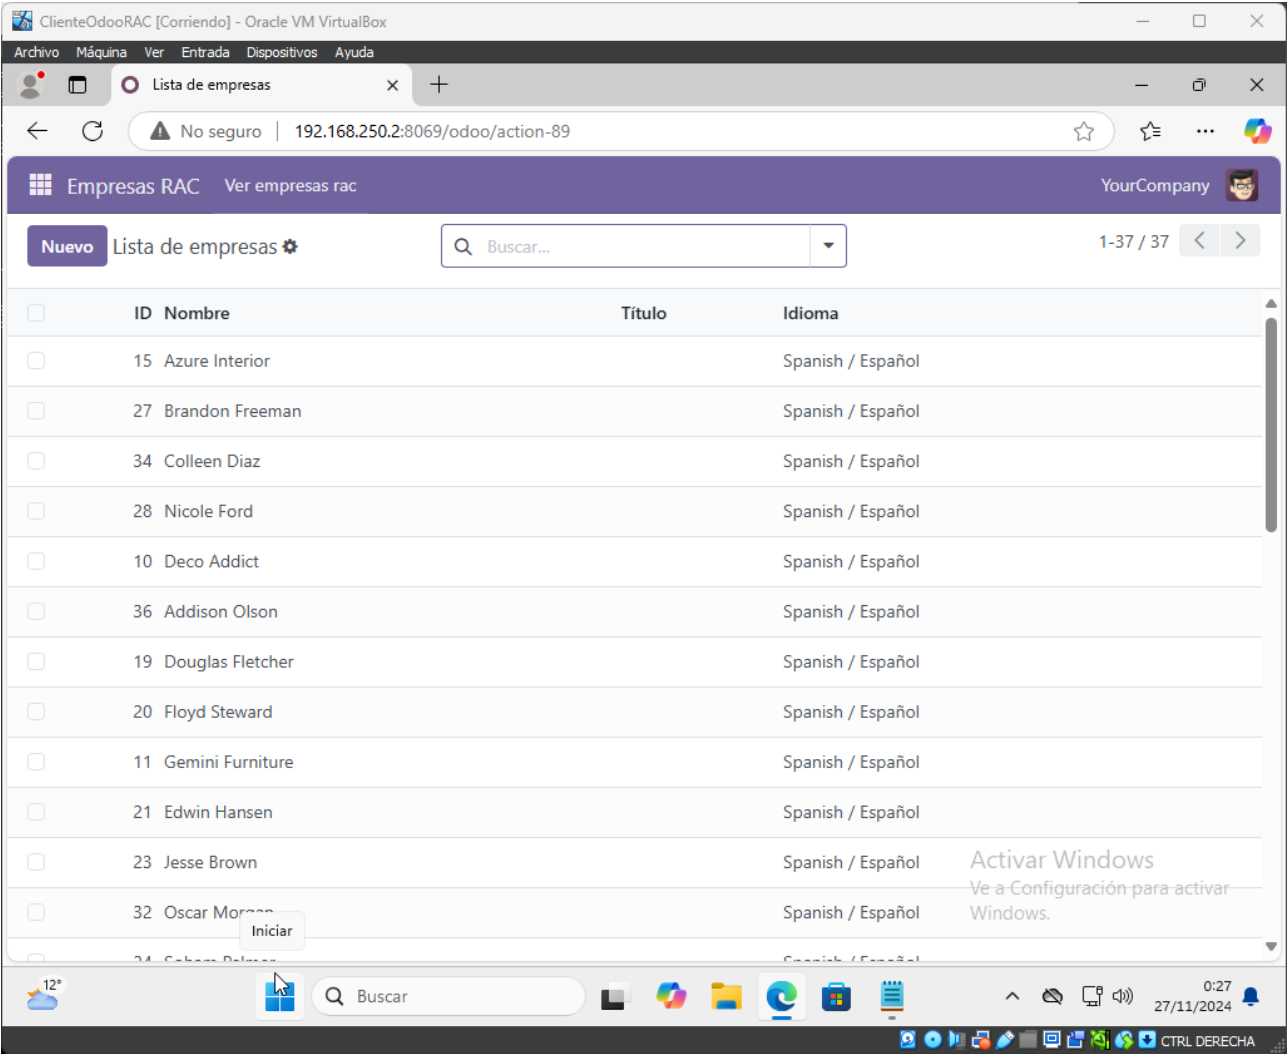 ClienteOdooRAC [Corriendo] - Oracle VM VirtualBox
Archivo Máquina Ver Entrada Dispositivos Ayuda
Lista de empresas
No seguro 192.168.250.2:8069/odoo/action-89
Empresas RAC Ver empresas rac YourCompany
Nuevo Lista de empresas Buscar... 1-37 / 37
ID Nombre Título Idioma
15 Azure Interior Spanish / Español
27 Brandon Freeman Spanish / Español
34 Colleen Diaz Spanish / Español
28 Nicole Ford Spanish / Español
10 Deco Addict Spanish / Español
36 Addison Olson Spanish / Español
19 Douglas Fletcher Spanish / Español
20 Floyd Steward Spanish / Español
11 Gemini Furniture Spanish / Español
21 Edwin Hansen Spanish / Español
23 Jesse Brown Spanish / Español
Activar Windows
Ve a Configuración para activar
Windows.
32 Oscar Morgan Spanish / Español
Iniciar
12°
Buscar
0:27
27/11/2024
CTRL DERECHA